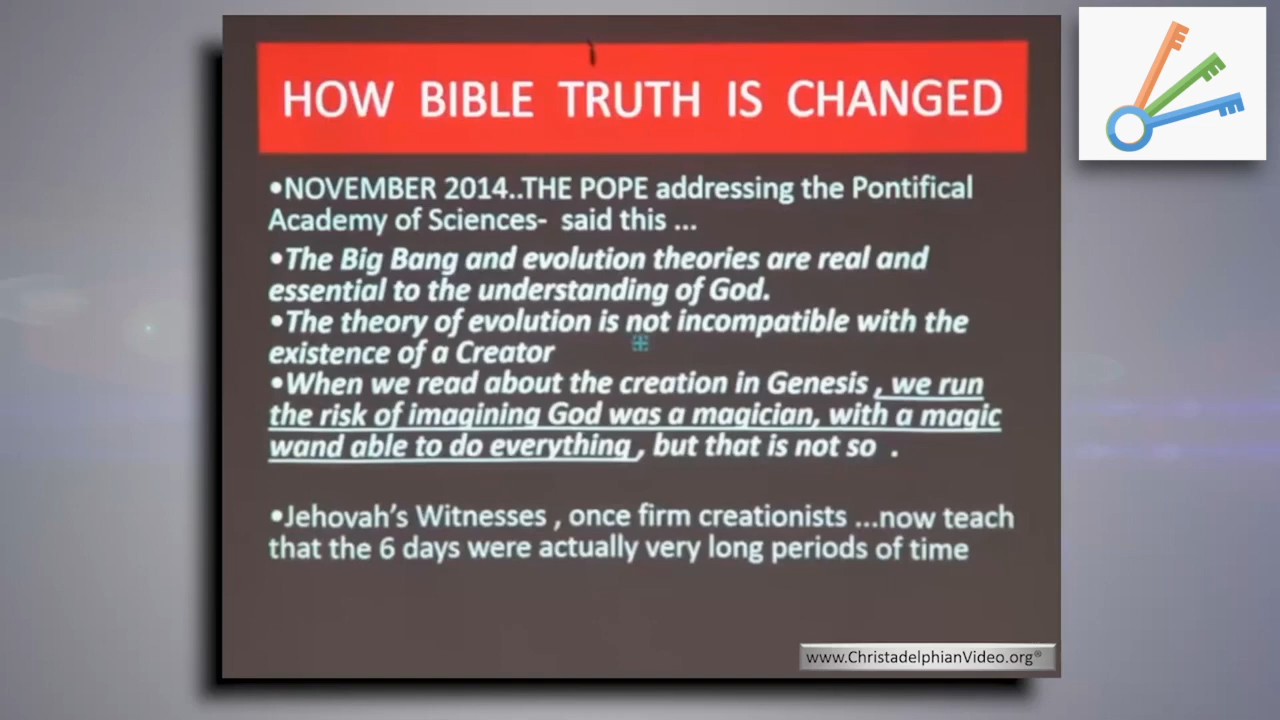 HOW BIBLE TRUTH IS CHANGED
•NOVEMBER 2014..THE POPE addressing the Pontifical
Academy of Sciences- said this ...
•The Big Bang and evolution theories are real and
essential to the understanding of God.
•The theory of evolution is not incompatible with the
existence of a Creator
•When we read about the creation in Genesis , we run
the risk of imagining God was a magician, with a magic
wand able to do everything , but that is not so .
•Jehovah's Witnesses , once firm creationists ...now teach
that the 6 days were actually very long periods of time
www.ChristadelphianVideo.org®